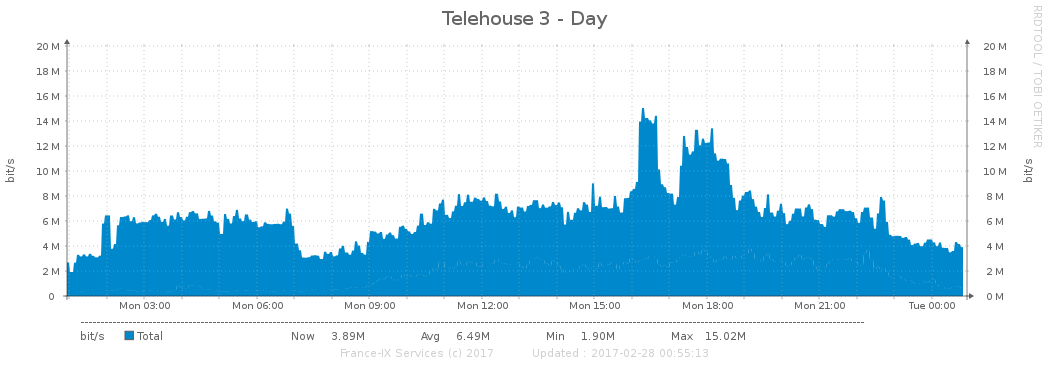 Telehouse 3 - Day
RRDTOOL / TOBI OETIKER
20 M 20 M
18 M 18 M
16 M 16 M
14 M 14 M
12 M 12 M
10 M 10 M
8 M 8 M
6 M 6 M
4 M 4 M
2 M 2 M
0 0 M
bit/s bit/s
Mon 03:00 Mon 06:00 Mon 09:00 Mon 12:00 Mon 15:00 Mon 18:00 Mon 21:00 Tue 00:00
bit/s Total Now 3.89M Avg 6.49M Min 1.90M Max 15.02M
France-IX Services (c) 2017 Updated : 2017-02-28 00:55:13